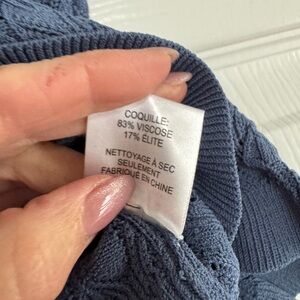 COQUILLE:
83% VISCOSE
17% ÉLITE
NETTOYAGE À SEC
SEULEMENT
FABRIQUÉ EN CHINE